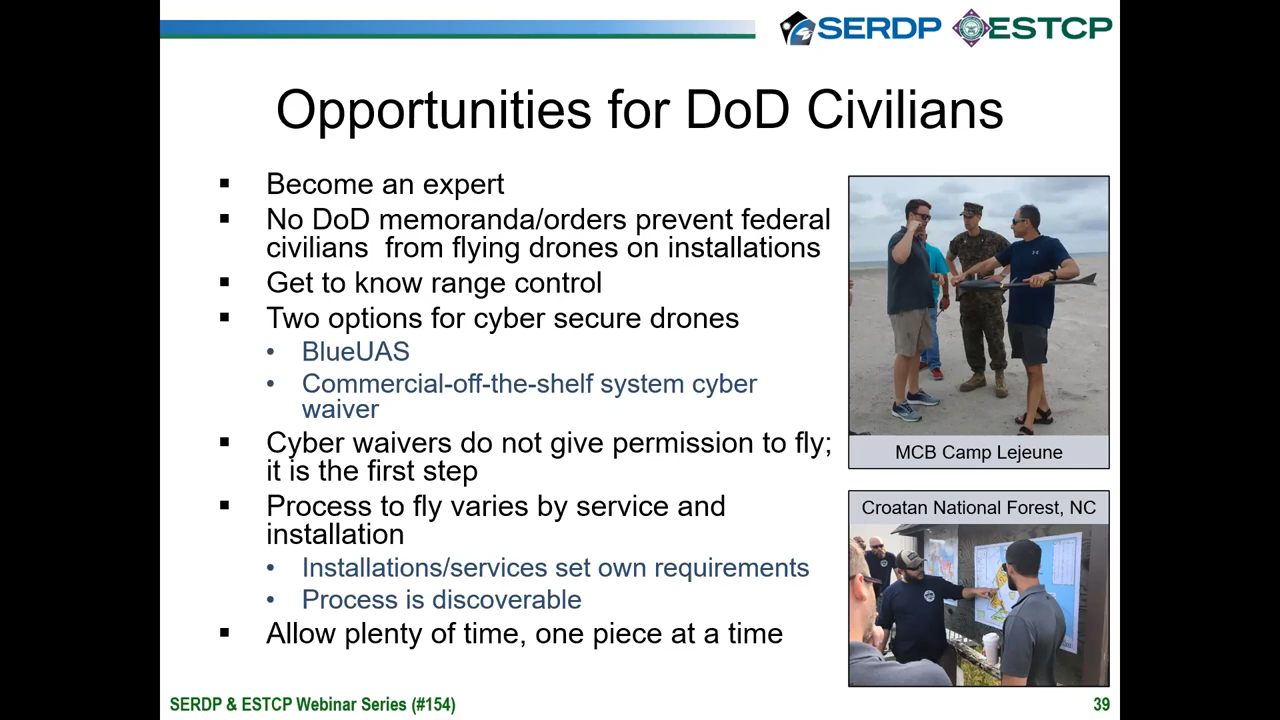 SERDP ESTCP
Opportunities for DoD Civilians
Become an expert
No DoD memoranda/orders prevent federal
civilians from flying drones on installations
Get to know range control
Two options for cyber secure drones
BlueUAS
Commercial-off-the-shelf system cyber
waiver
Cyber waivers do not give permission to fly;
it is the first step
Process to fly varies by service and
installation
Installations/services set own requirements
Process is discoverable
Allow plenty of time, one piece at a time
MCB Camp Lejeune
Croatan National Forest, NC
SERDP & ESTCP Webinar Series (#154)
39